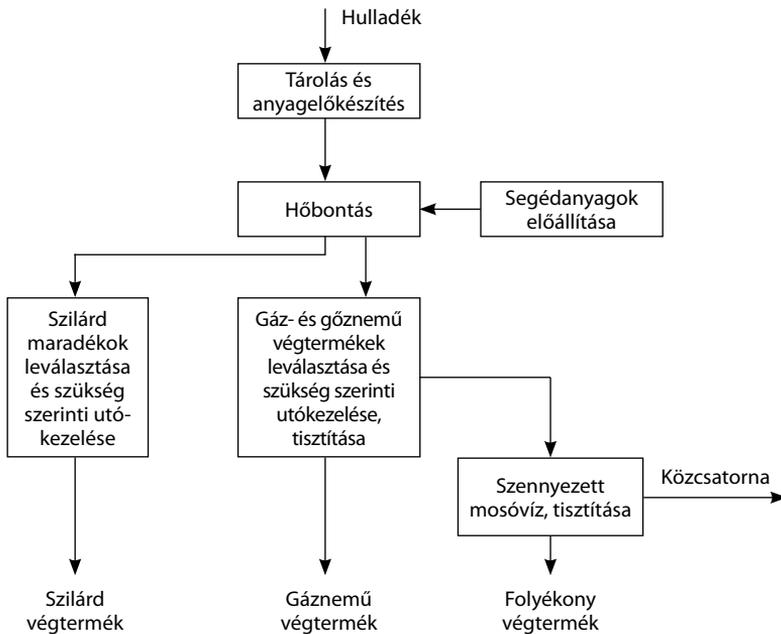 Hulladék
Tárolás és
anyagelőkészítés
Hőbontás
Segédanyagok
előállítása
Szilárd
maradékok
leválasztása
és szükség
szerinti utó-
kezelése
Gáz- és gőznemű
végtermékek
leválasztása és
szükség szerinti
utókezelése,
tisztítása
Szennyezett
mosóvíz, tisztítása
Közcsatorna
Szilárd
végtermék
Gáznemű
végtermék
Folyékony
végtermék